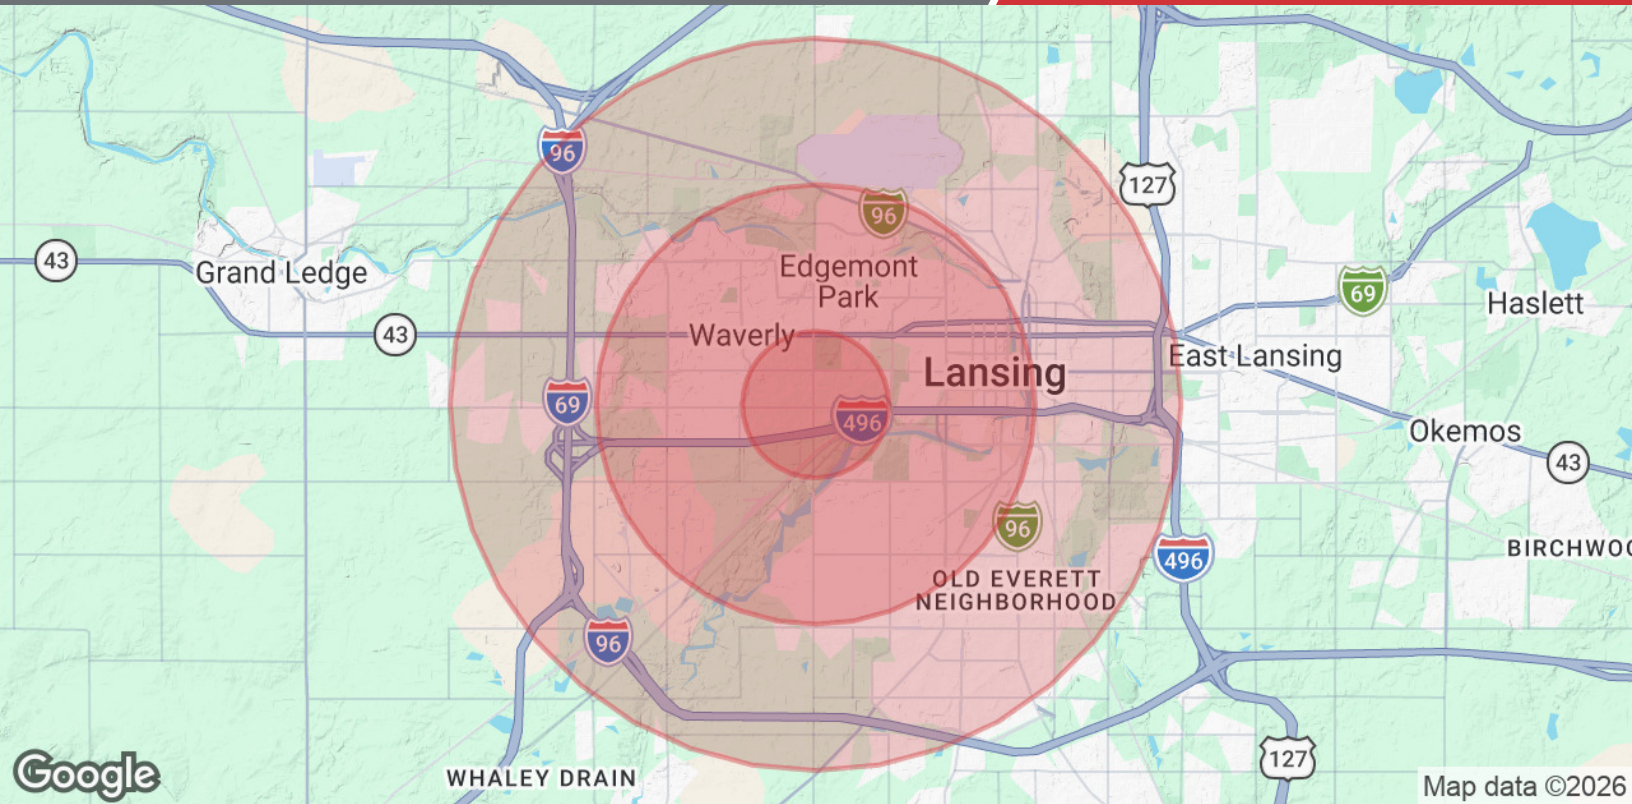 96
127
96
43
Grand Ledge
Edgemont
Park
69
Haslett
43
Waverly
East Lansing
Lansing
69
496
Okemos
43
96
496
BIRCHWOO
OLD EVERETT
NEIGHBORHOOD
96
127
Google
WHALEY DRAIN
Map data ©2026